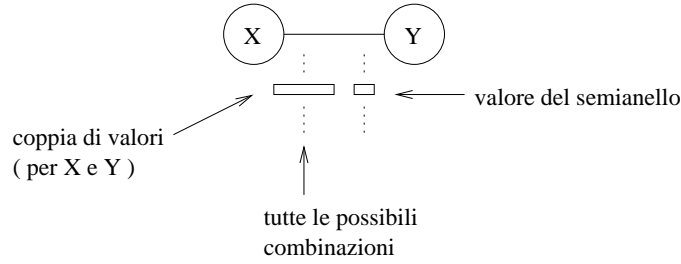 X
Y
valore del semianello
coppia di valori
( per X e Y )
tutte le possibili
combinazioni